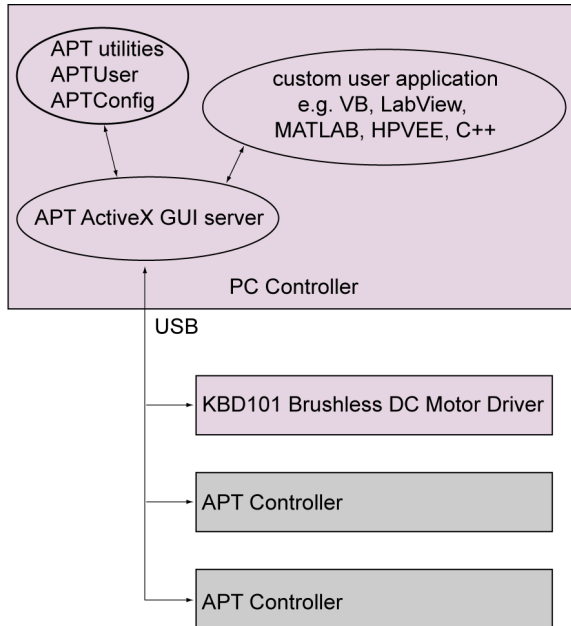 APT utilities
APTUser
APTConfig
custom user application
e.g. VB, LabView,
MATLAB, HPVEE, C++
APT ActiveX GUI server
PC Controller
USB
KBD101 Brushless DC Motor Driver
APT Controller
APT Controller